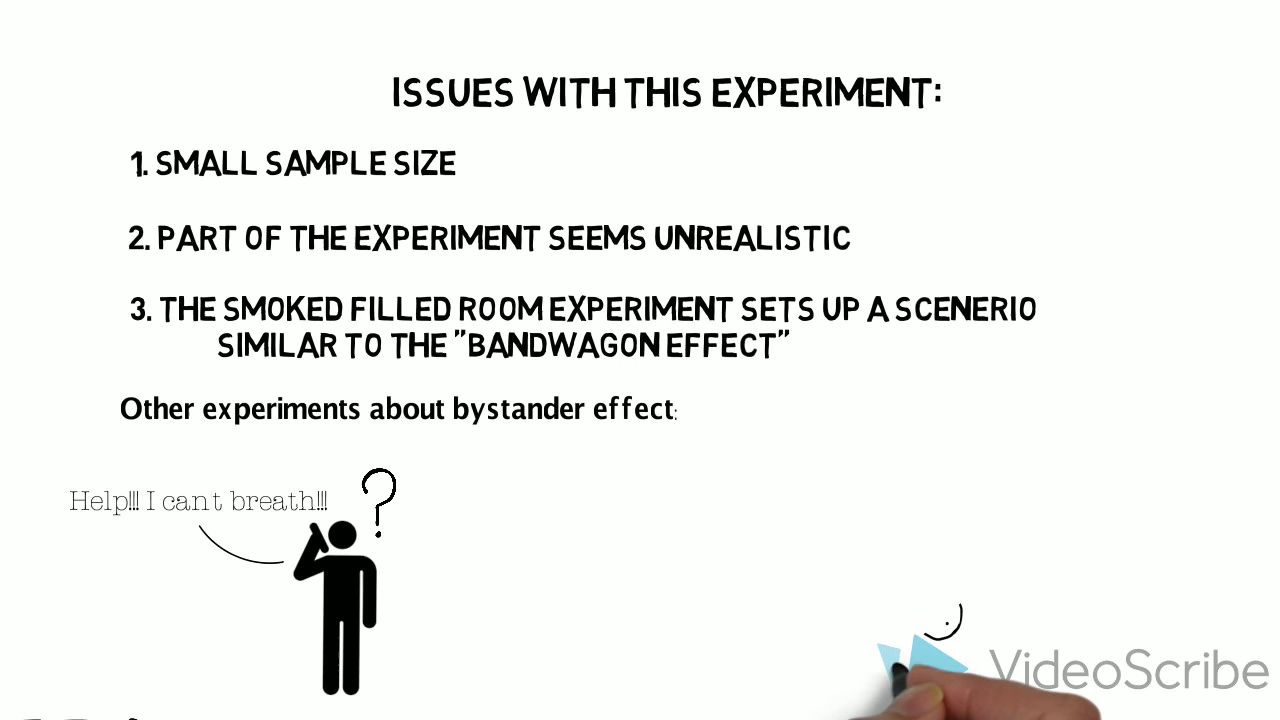 ISSUES WITH THIS EXPERIMENT:
1. SMALL SAMPLE SIZE
2. PART OF THE EXPERIMENT SEEMS UNREALISTIC
3. THE SMOKED FILLED ROOM EXPERIMENT SETS UP A SCENERIO
SIMILAR TO THE "BANDWAGON EFFECT"
Other experiments about bystander effect:
Help!!! I cant breath!!!
?
VideoScribe